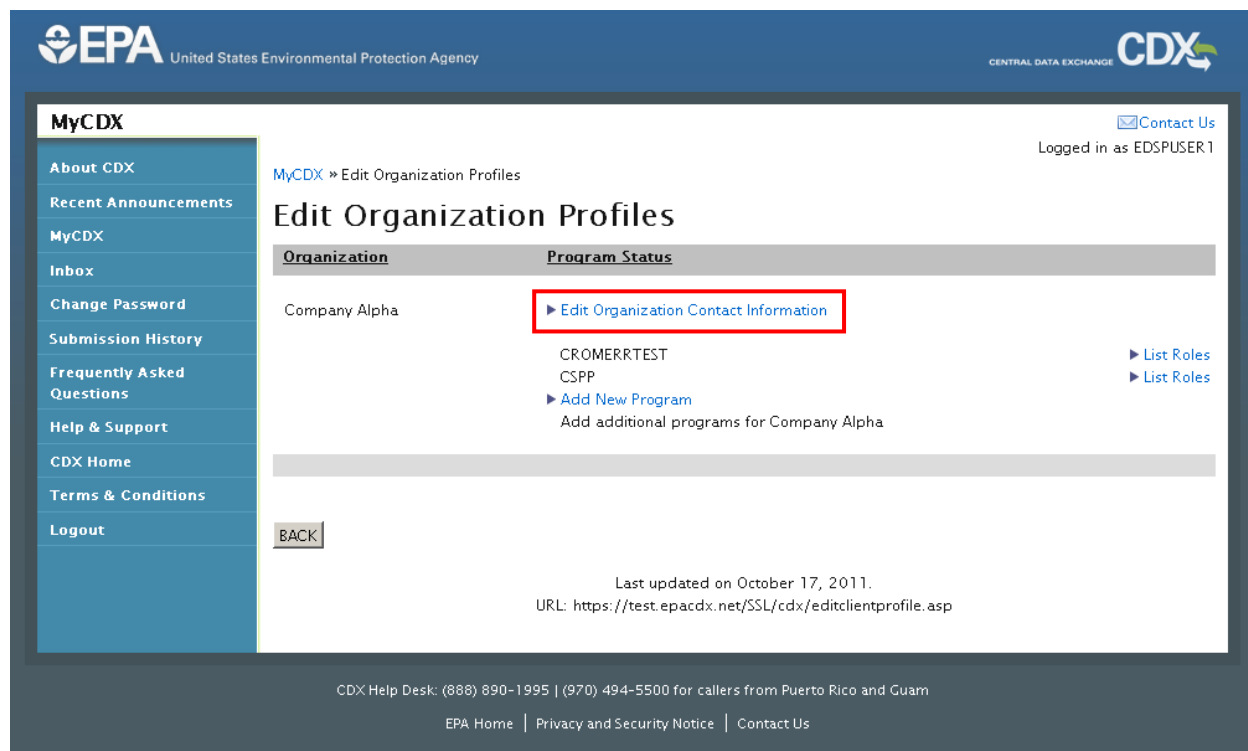 EPA United States Environmental Protection Agency
CENTRAL DATA EXCHANGE CDX
MyCDX
Contact Us
Logged in as EDSPUSER1
About CDX
Recent Announcements
MyCDX
Inbox
Change Password
Submission History
Frequently Asked
Questions
Help & Support
CDX Home
Terms & Conditions
Logout
MyCDX » Edit Organization Profiles
Edit Organization Profiles
Organization Program Status
Company Alpha Edit Organization Contact Information
CROMERRTEST List Roles
CSPP List Roles
Add New Program
Add additional programs for Company Alpha
BACK
Last updated on October 17, 2011.
URL: https://test.epacdx.net/SSL/cdx/editclientprofile.asp
CDX Help Desk: (888) 890-1995 | (970) 494-5500 for callers from Puerto Rico and Guam
EPA Home | Privacy and Security Notice | Contact Us